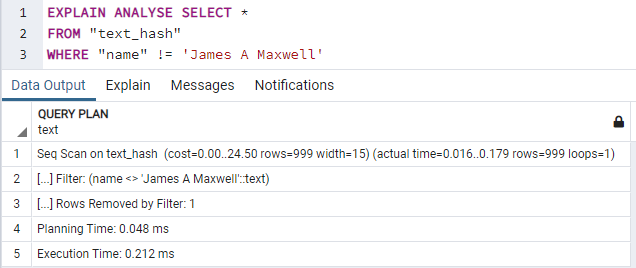 1 EXPLAIN ANALYSE SELECT *
2 FROM "text_hash"
3 WHERE "name" != 'James A Maxwell'
Data Output Explain Messages Notifications
QUERY PLAN
text
1 Seq Scan on text_hash (cost=0.00..24.50 rows=999 width=15) (actual time=0.016..0.179 rows=999 loops=1)
2 [...] Filter: (name <> 'James A Maxwell'::text)
3 [...] Rows Removed by Filter: 1
4 Planning Time: 0.048 ms
5 Execution Time: 0.212 ms